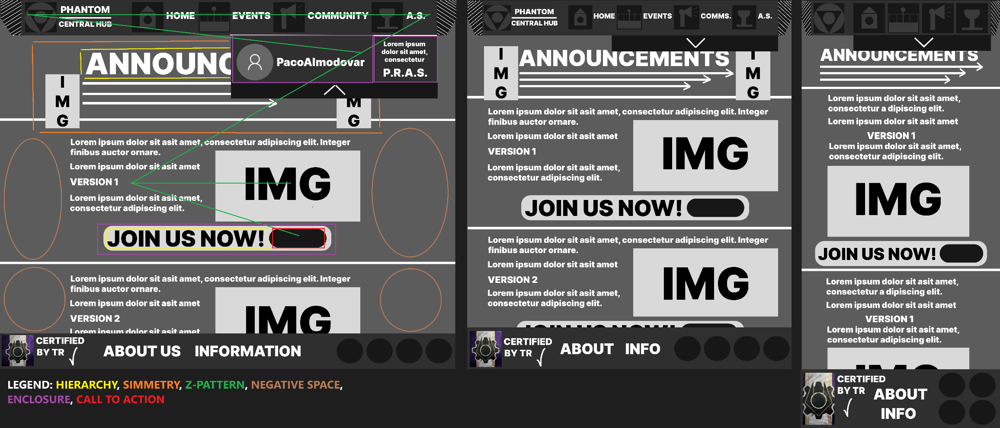 PHANTOM
CENTRAL HUB
HOME
EVENTS
COMMUNITY
A.S.
ANNOUNC
PacoAlmodovar
Lorem ipsum
dolor sit amet,
consectetur
P.R.A.S.
I
M
G
M
G
Lorem ipsum dolor sit asit amet, consectetur adipiscing elit. Integer
finibus auctor ornare.
Lorem ipsum dolor sit asit amet
VERSION 1
Lorem ipsum dolor sit asit amet,
consectetur adipiscing elit.
IMG
JOIN US NOW!
Lorem ipsum dolor sit asit amet, consectetur adipiscing elit. Integer
finibus auctor ornare.
Lorem ipsum dolor sit asit amet
VERSION 2
Lorem ipsum dolor sit asit amet,
IMG
CERTIFIED
BY TR
ABOUT US
INFORMATION
LEGEND: HIERARCHY, SIMMETRY, Z-PATTERN, NEGATIVE SPACE,
ENCLOSURE, CALL TO ACTION
PHANTOM
CENTRAL HUB
HOME
EVENTS
COMMS.
A.S.
I
M
G
ANNOUNCEMENTS
I
M
G
Lorem ipsum dolor sit asit amet, consectetur adipiscing elit. Integer
finibus auctor ornare.
Lorem ipsum dolor sit asit amet
VERSION 1
Lorem ipsum dolor sit asit amet,
consectetur adipiscing elit.
IMG
JOIN US NOW!
Lorem ipsum dolor sit asit amet, consectetur adipiscing elit. Integer
finibus auctor ornare.
Lorem ipsum dolor sit asit amet
VERSION 2
Lorem ipsum dolor sit asit amet,
consectetur adipiscing elit.
IMG
JOIN US NOW!
CERTIFIED
BY TR
ABOUT
INFO
ANNOUNCEMENTS
Lorem ipsum dolor sit asit amet,
consectetur a dipiscing elit.
Lorem ipsum dolor sit asit amet
VERSION 1
Lorem ipsum dolor sit asit amet,
consectetur adipiscing elit.
IMG
JOIN US NOW!
Lorem ipsum dolor sit asit amet,
consectetur a dipiscing elit.
Lorem ipsum dolor sit asit amet
VERSION 1
Lorem ipsum dolor sit asit amet,
consectetur adipiscing elit.
IMG
CERTIFIED
BY TR
ABOUT
INFO